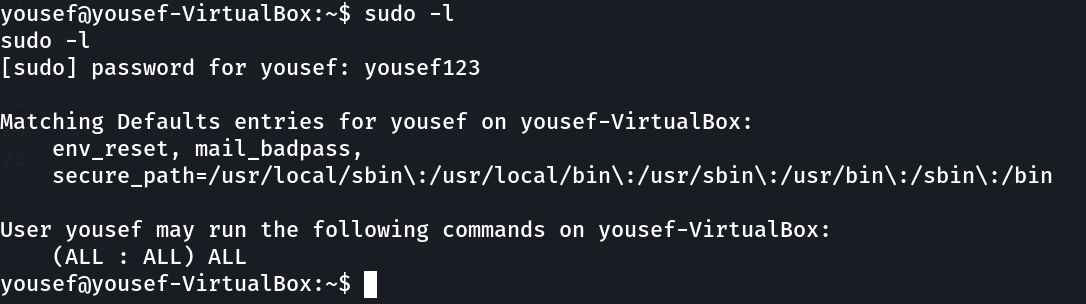 yousef@yousef-VirtualBox:~$ sudo -l
sudo -l
[sudo] password for yousef: yousef123
Matching Defaults entries for yousef on yousef-VirtualBox:
    env_reset, mail_badpass,
    secure_path=/usr/local/sbin\:/usr/local/bin\:/usr/sbin\:/usr/bin\:/sbin\:/bin
User yousef may run the following commands on yousef-VirtualBox:
    (ALL : ALL) ALL
yousef@yousef-VirtualBox:~$